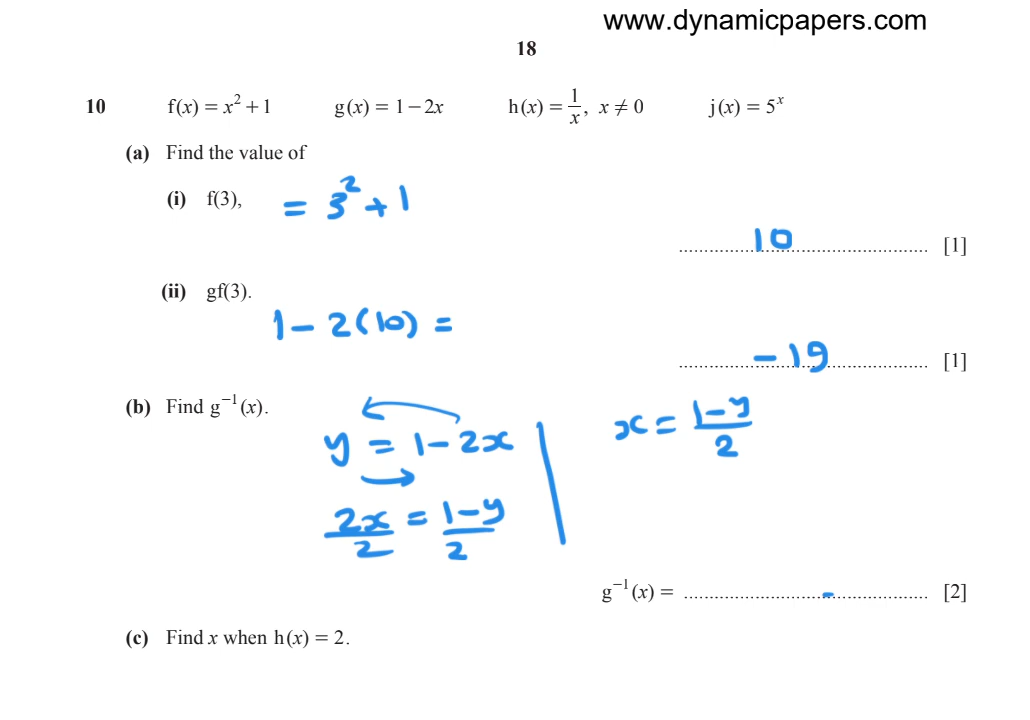 www.dynamicpapers.com
18
10 f(x) = x² + 1 g(x) = 1 − 2x h(x) = 1/x, x ≠ 0 j(x) = 5ˣ
(a) Find the value of
(i) f(3), = 3² + 1
10 [1]
(ii) gf(3).
1 − 2(10) =
−19 [1]
(b) Find g⁻¹(x).
y = 1 − 2x x = (1−y)/2
2x/2 = (1−y)/2
g⁻¹(x) = ................................................ [2]
(c) Find x when h(x) = 2.